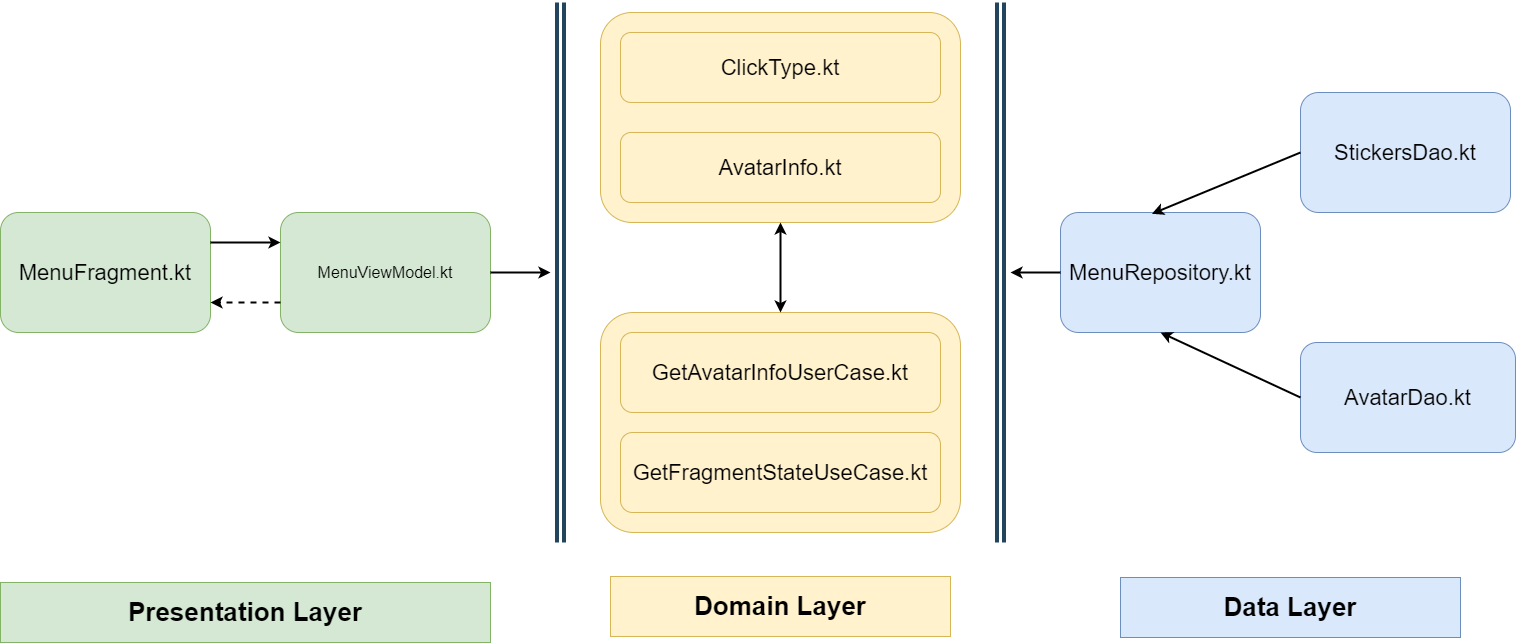 ClickType.kt
AvatarInfo.kt
StickersDao.kt
MenuFragment.kt
MenuViewModel.kt
MenuRepository.kt
GetAvatarInfoUserCase.kt
AvatarDao.kt
GetFragmentStateUseCase.kt
Presentation Layer
Domain Layer
Data Layer